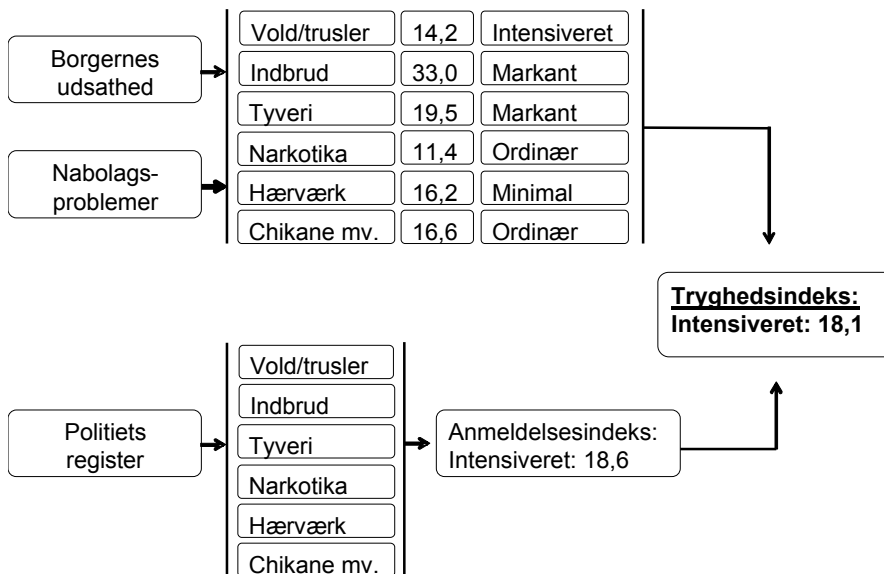 Borgernes
udsathed
Nabolags-
problemer
Vold/trusler 14,2 Intensiveret
Indbrud 33,0 Markant
Tyveri 19,5 Markant
Narkotika 11,4 Ordinær
Hærværk 16,2 Minimal
Chikane mv. 16,6 Ordinær
Tryghedsindeks:
Intensiveret: 18,1
Politiets
register
Vold/trusler
Indbrud
Tyveri
Narkotika
Hærværk
Chikane mv.
Anmeldelsesindeks:
Intensiveret: 18,6